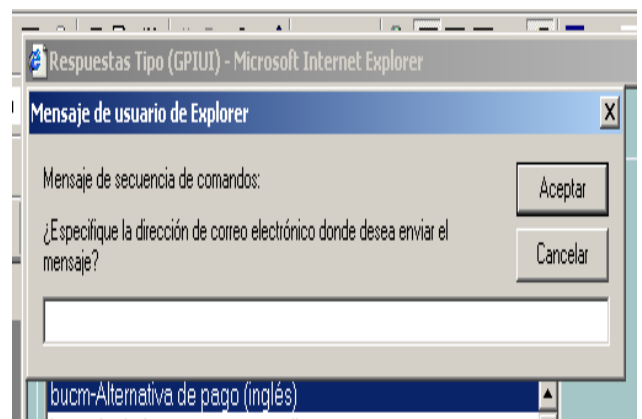 Respuestas Tipo (GPIUI) - Microsoft Internet Explorer
Mensaje de usuario de Explorer
Mensaje de secuencia de comandos:
Aceptar
¿Especifique la dirección de correo electrónico donde desea enviar el
mensaje?
Cancelar
bucm-Alternativa de pago (inglés)